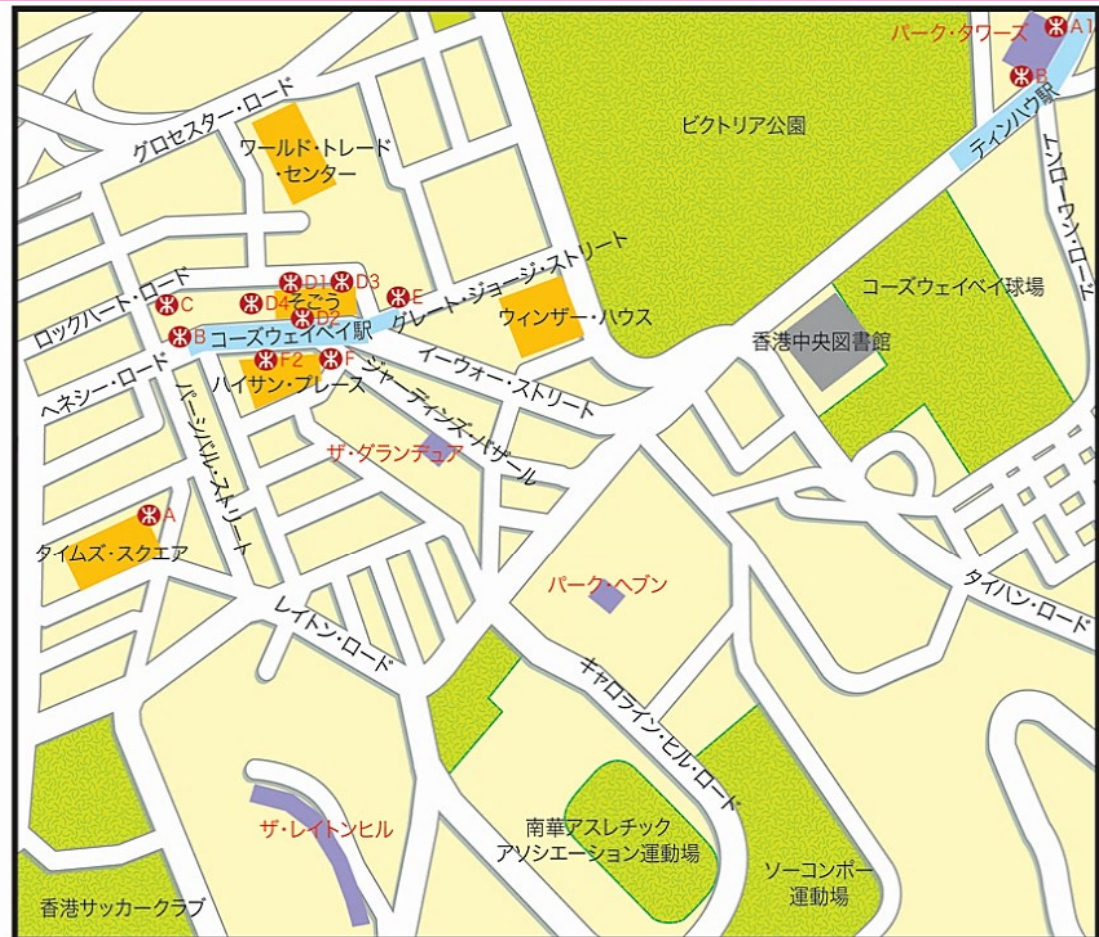 パーク・タワーズ
A1
B
ティンハウ駅
グロセスター・ロード
ワールド・トレード
・センター
ビクトリア公園
ムンローワン・ロード
ロックハート・ロード
C
D1
D3
D4
そごう
D2
E
グレート・ジョージ・ストリート
ウィンザー・ハウス
コーズウェイベイ球場
香港中央図書館
B
コーズウェイベイ駅
F2
F
ハイサン・プレース
ヘネシー・ロード
イーウォー・ストリート
パーシバル・ストリート
ジャーディンズ・バザール
ザ・グランデュア
A
タイムズ・スクエア
パーク・ヘブン
タイハン・ロード
レイトン・ロード
キャロライン・ヒル・ロード
ザ・レイトンヒル
南華アスレチック
アソシエーション運動場
ソーコンポー
運動場
香港サッカークラブ